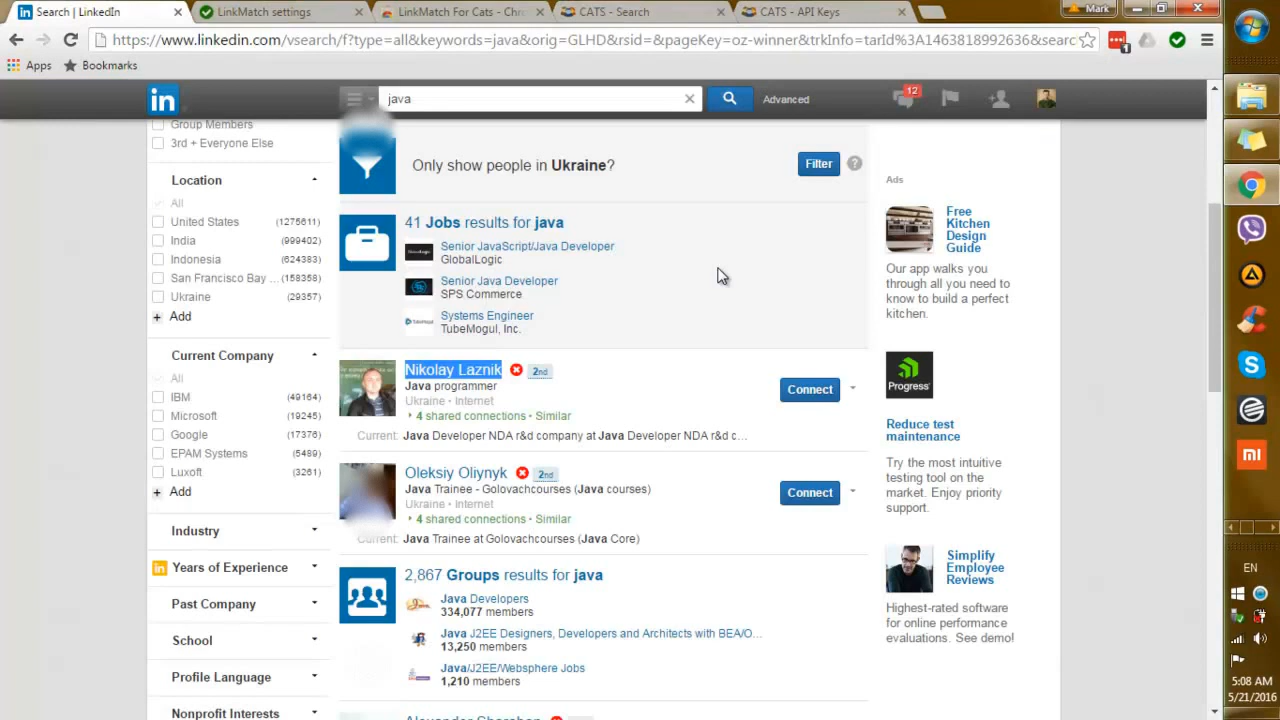 Search | LinkedIn
LinkMatch settings
LinkMatch For Cats - Chro
CATS - Search
CATS - API Keys
Mark
https://www.linkedin.com/vsearch/f?type=all&keywords=java&orig=GLHD&rsid=&pageKey=oz-winner&trkInfo=tarId%3A1463818992636&searc
1
Apps
Bookmarks
in
java
Advanced
12
Group Members
3rd + Everyone Else
Location
All
United States (1275611)
India (999402)
Indonesia (624383)
San Francisco Bay ... (158358)
Ukraine (29357)
+ Add
Current Company
All
IBM (49164)
Microsoft (19245)
Google (17376)
EPAM Systems (5489)
Luxoft (3261)
+ Add
Industry
in Years of Experience
Past Company
School
Profile Language
Nonprofit Interests
Only show people in Ukraine?
Filter
?
41 Jobs results for java
Senior JavaScript/Java Developer
GlobalLogic
Senior Java Developer
SPS Commerce
Systems Engineer
TubeMogul, Inc.
Nikolay Laznik 2nd
Java programmer
Ukraine • Internet
4 shared connections • Similar
Current: Java Developer NDA r&d company at Java Developer NDA r&d c...
Connect
Oleksiy Oliynyk 2nd
Java Trainee - Golovachcourses (Java courses)
Ukraine • Internet
4 shared connections • Similar
Current: Java Trainee at Golovachcourses (Java Core)
Connect
2,867 Groups results for java
Java Developers
334,077 members
Java J2EE Designers, Developers and Architects with BEA/O...
13,250 members
Java/J2EE/Websphere Jobs
1,210 members
Ads
Free
Kitchen
Design
Guide
Our app walks you
through all you need to
know to build a perfect
kitchen.
Progress
Reduce test
maintenance
Try the most intuitive
testing tool on the
market. Enjoy priority
support.
Simplify
Employee
Reviews
Highest-rated software
for online performance
evaluations. See demo!
mi
EN
5:08 AM
5/21/2016